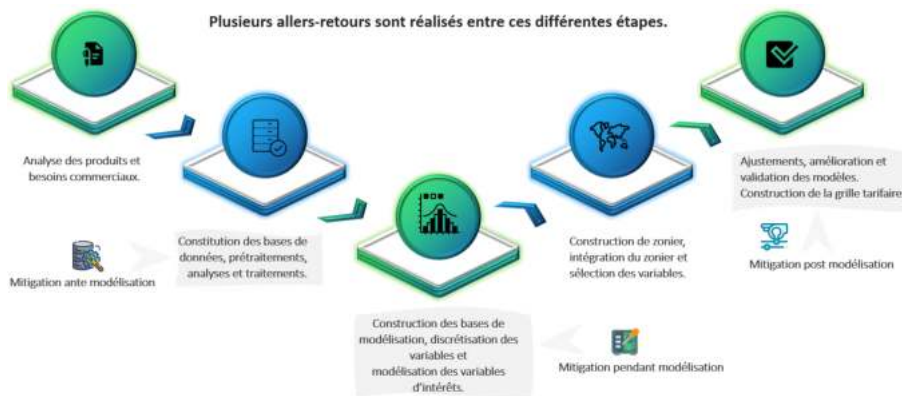 Plusieurs allers-retours sont réalisés entre ces différentes étapes.
Analyse des produits et
besoins commerciaux.
Mitigation ante modélisation
Constitution des bases de
données, prétraitements,
analyses et traitements.
Construction des bases de
modélisation, discrétisation des
variables et
modélisation des variables
d'intérêts.
Mitigation pendant modélisation
Construction de zonier,
intégration du zonier et
sélection des variables.
Ajustements, amélioration et
validation des modèles.
Construction de la grille tarifaire
Mitigation post modélisation